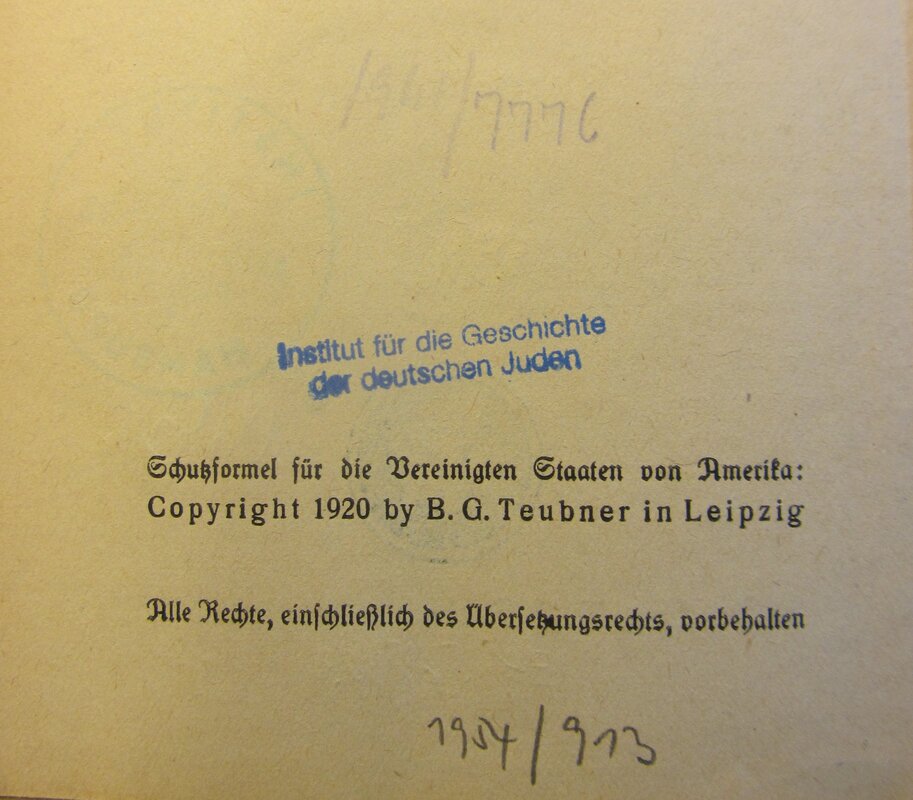 7776
Institut für die Geschichte
der deutschen Juden
Schutzformel für die Vereinigten Staaten von Amerika:
Copyright 1920 by B. G. Teubner in Leipzig
Alle Rechte, einschließlich des Übersetzungsrechts, vorbehalten
1954/913